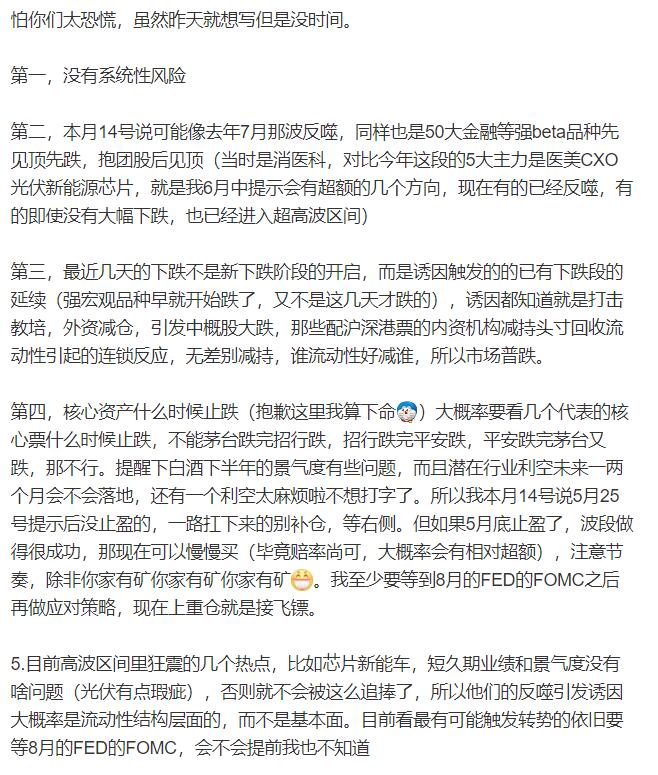 怕你们太恐慌，虽然昨天就想写但是没时间。
第一，没有系统性风险
第二，本月14号说可能像去年7月那波反噬，同样也是50大金融等强beta品种先
见顶先跌，抱团股后见顶（当时是消医科，对比今年这段的5大主力是医美CXO
光伏新能源芯片，就是我6月中提示会有超额的几个方向，现在有的已经反噬，有
的即使没有大幅下跌，也已经进入超高波区间）
第三，最近几天的下跌不是新下跌阶段的开启，而是诱因触发的的已有下跌段的
延续（强宏观品种早就开始跌了，又不是这几天才跌的），诱因都知道就是打击
教培，外资减仓，引发中概股大跌，那些配沪深港票的内资机构减持头寸回收流
动性引起的连锁反应，无差别减持，谁流动性好减谁，所以市场普跌。
第四，核心资产什么时候止跌（抱歉这里我算下命）大概率要看几个代表的核
心票什么时候止跌，不能茅台跌完招行跌，招行跌完平安跌，平安跌完茅台又
跌，那不行。提醒下白酒下半年的景气度有些问题，而且潜在行业利空未来一两
个月会不会落地，还有一个利空太麻烦啦不想打字了。所以我本月14号说5月25
号提示后没止盈的，一路扛下来的别补仓，等右侧。但如果5月底止盈了，波段做
得很成功，那现在可以慢慢买（毕竟赔率尚可，大概率会有相对超额），注意节
奏，除非你家有矿你家有矿你家有矿。我至少要等到8月的FED的FOMC之后
再做应对策略，现在上重仓就是接飞镖。
5.目前高波区间里狂震的几个热点，比如芯片新能车，短久期业绩和景气度没有
啥问题（光伏有点瑕疵），否则就不会被这么追捧了，所以他们的反噬引发诱因
大概率是流动性结构层面的，而不是基本面。目前看最有可能触发转势的依旧要
等8月的FED的FOMC，会不会提前我也不知道